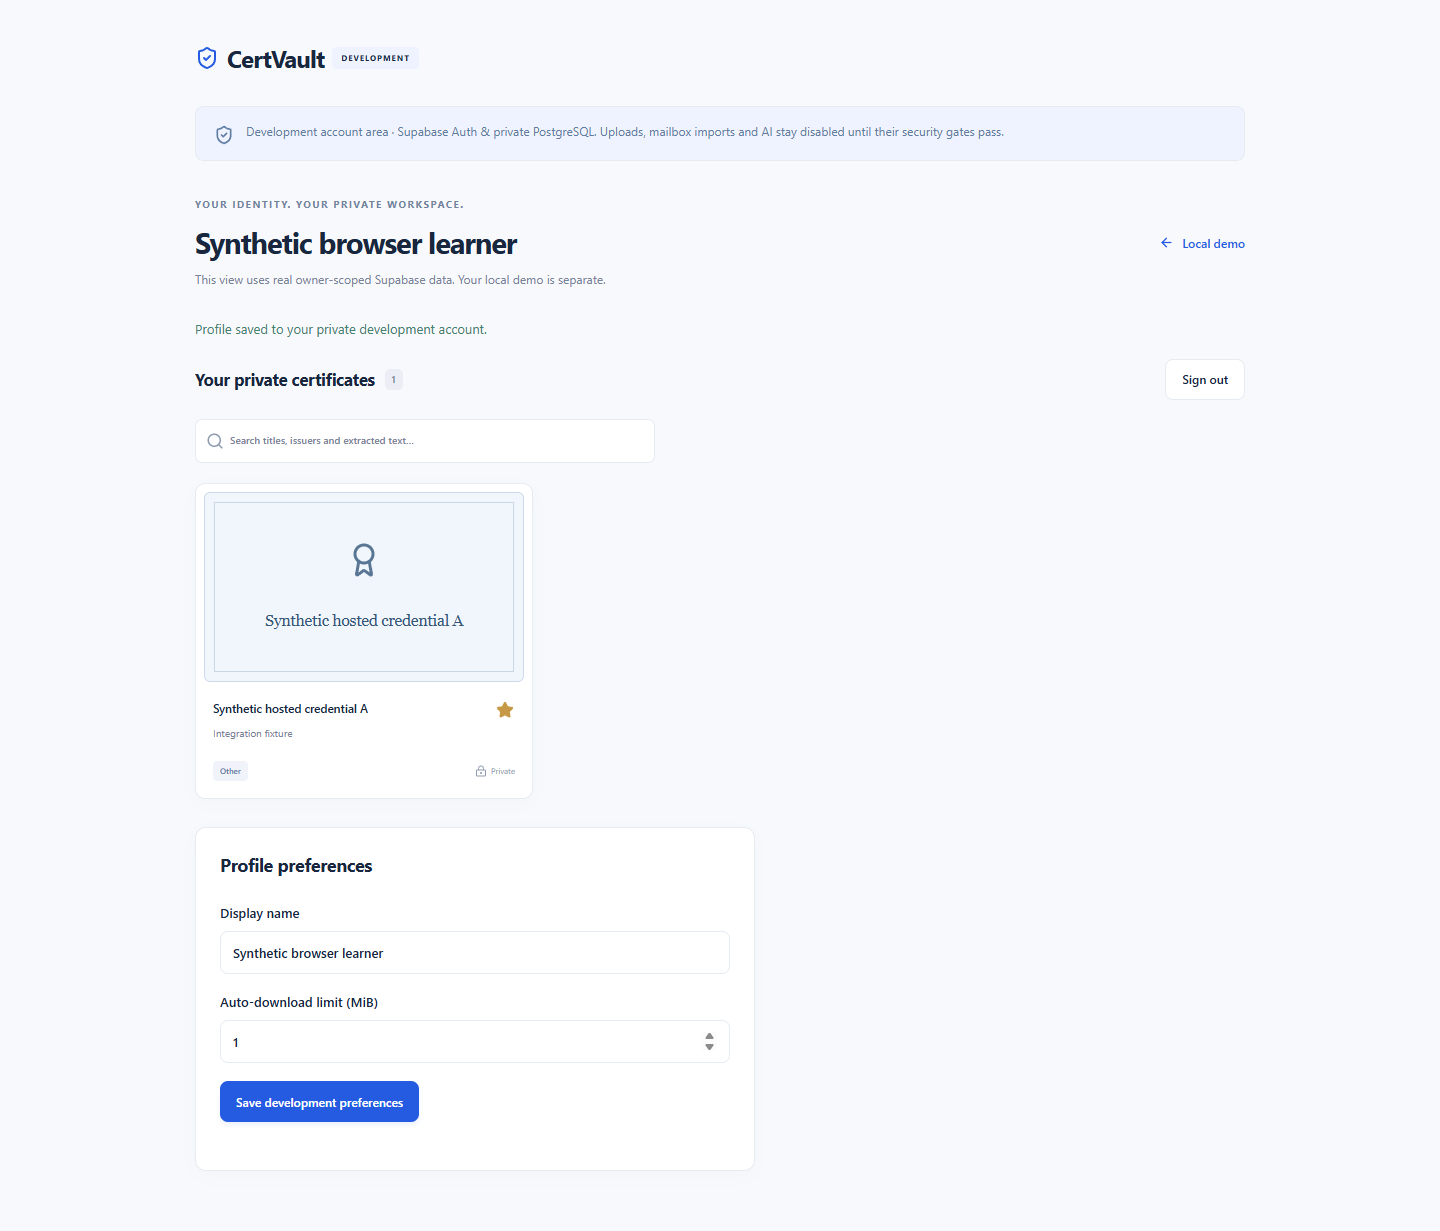 CertVault DEVELOPMENT
Development account area · Supabase Auth & private PostgreSQL. Uploads, mailbox imports and AI stay disabled until their security gates pass.
YOUR IDENTITY. YOUR PRIVATE WORKSPACE.
Synthetic browser learner
Local demo
This view uses real owner-scoped Supabase data. Your local demo is separate.
Profile saved to your private development account.
Your private certificates 1
Sign out
Search titles, issuers and extracted text...
Synthetic hosted credential A
Synthetic hosted credential A
Integration fixture
Other
Private
Profile preferences
Display name
Synthetic browser learner
Auto-download limit (MiB)
1
Save development preferences